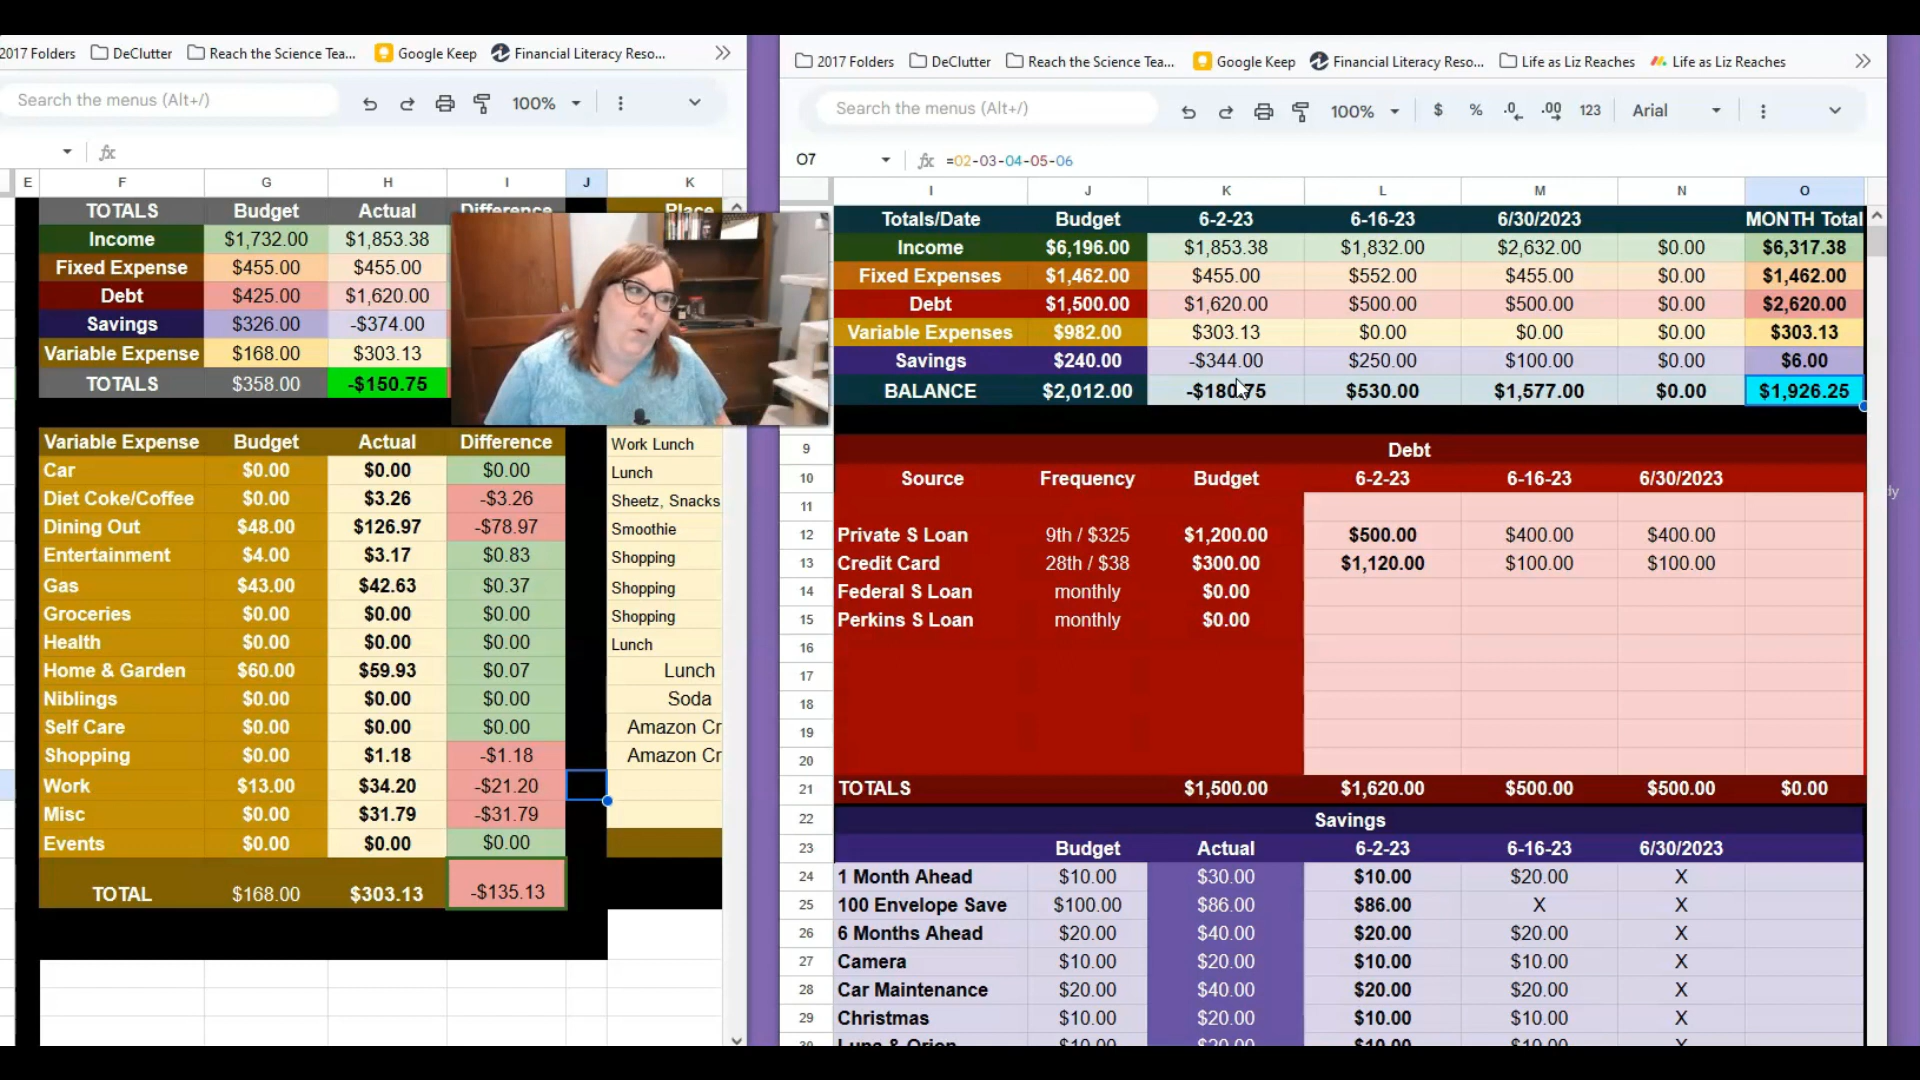 2017 Folders DeClutter Reach the Science Tea... Google Keep Financial Literacy Reso... »
Search the menus (Alt+/) 100%
fx
E F G H I J K
TOTALS Budget Actual Difference Place
Income $1,732.00 $1,853.38
Fixed Expense $455.00 $455.00
Debt $425.00 $1,620.00
Savings $326.00 -$374.00
Variable Expense $168.00 $303.13
TOTALS $358.00 -$150.75
Variable Expense Budget Actual Difference Work Lunch
Car $0.00 $0.00 $0.00 Lunch
Diet Coke/Coffee $0.00 $3.26 -$3.26 Sheetz, Snacks
Dining Out $48.00 $126.97 -$78.97 Smoothie
Entertainment $4.00 $3.17 $0.83 Shopping
Gas $43.00 $42.63 $0.37 Shopping
Groceries $0.00 $0.00 $0.00 Shopping
Health $0.00 $0.00 $0.00 Lunch
Home & Garden $60.00 $59.93 $0.07 Lunch
Niblings $0.00 $0.00 $0.00 Soda
Self Care $0.00 $0.00 $0.00 Amazon Cr
Shopping $0.00 $1.18 -$1.18 Amazon Cr
Work $13.00 $34.20 -$21.20
Misc $0.00 $31.79 -$31.79
Events $0.00 $0.00 $0.00
TOTAL $168.00 $303.13 -$135.13
2017 Folders DeClutter Reach the Science Tea... Google Keep Financial Literacy Reso... Life as Liz Reaches Life as Liz Reaches »
Search the menus (Alt+/) 100% $ % .0 .00 123 Arial
O7 fx =O2-O3-O4-O5-O6
I J K L M N O
Totals/Date Budget 6-2-23 6-16-23 6/30/2023 MONTH Total
Income $6,196.00 $1,853.38 $1,832.00 $2,632.00 $0.00 $6,317.38
Fixed Expenses $1,462.00 $455.00 $552.00 $455.00 $0.00 $1,462.00
Debt $1,500.00 $1,620.00 $500.00 $500.00 $0.00 $2,620.00
Variable Expenses $982.00 $303.13 $0.00 $0.00 $0.00 $303.13
Savings $240.00 -$344.00 $250.00 $100.00 $0.00 $6.00
BALANCE $2,012.00 -$180.75 $530.00 $1,577.00 $0.00 $1,926.25
9 Debt
10 Source Frequency Budget 6-2-23 6-16-23 6/30/2023
11
12 Private S Loan 9th / $325 $1,200.00 $500.00 $400.00 $400.00
13 Credit Card 28th / $38 $300.00 $1,120.00 $100.00 $100.00
14 Federal S Loan monthly $0.00
15 Perkins S Loan monthly $0.00
16
17
18
19
20
21 TOTALS $1,500.00 $1,620.00 $500.00 $500.00 $0.00
22 Savings
23 Budget Actual 6-2-23 6-16-23 6/30/2023
24 1 Month Ahead $10.00 $30.00 $10.00 $20.00 X
25 100 Envelope Save $100.00 $86.00 $86.00 X X
26 6 Months Ahead $20.00 $40.00 $20.00 $20.00 X
27 Camera $10.00 $20.00 $10.00 $10.00 X
28 Car Maintenance $20.00 $40.00 $20.00 $20.00 X
29 Christmas $10.00 $20.00 $10.00 $10.00 X